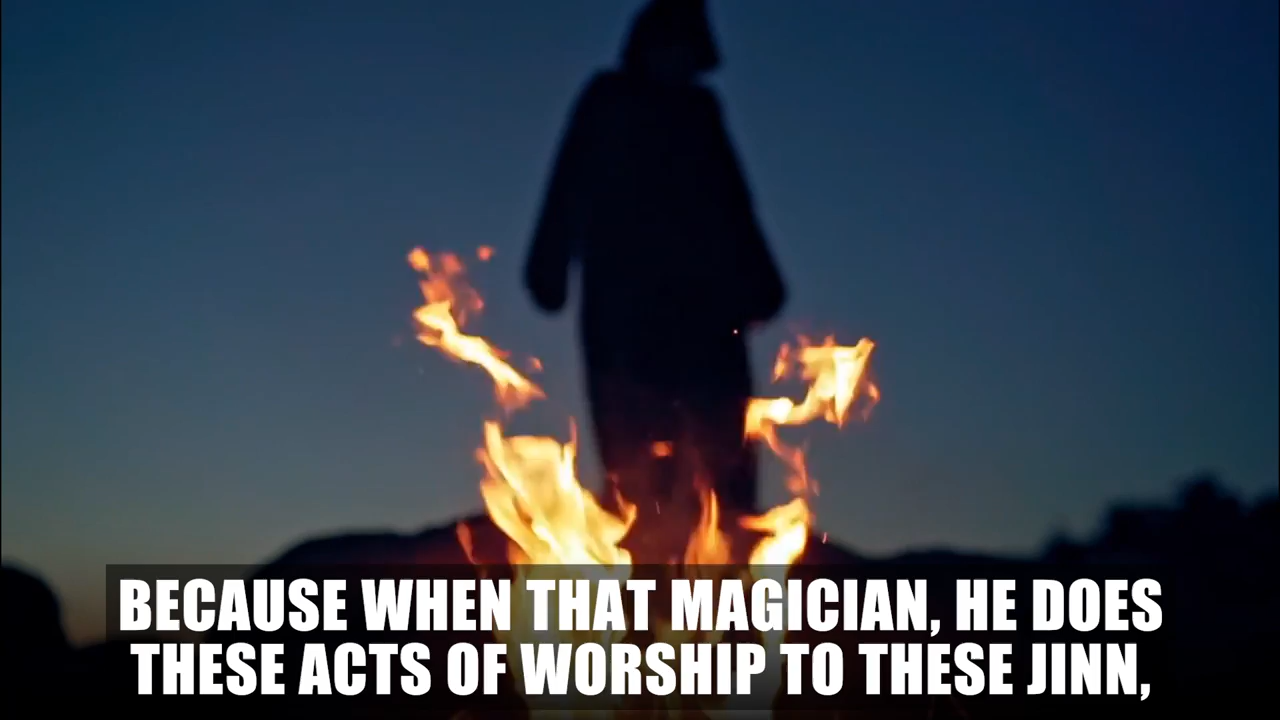 BECAUSE WHEN THAT MAGICIAN, HE DOES
THESE ACTS OF WORSHIP TO THESE JINN,